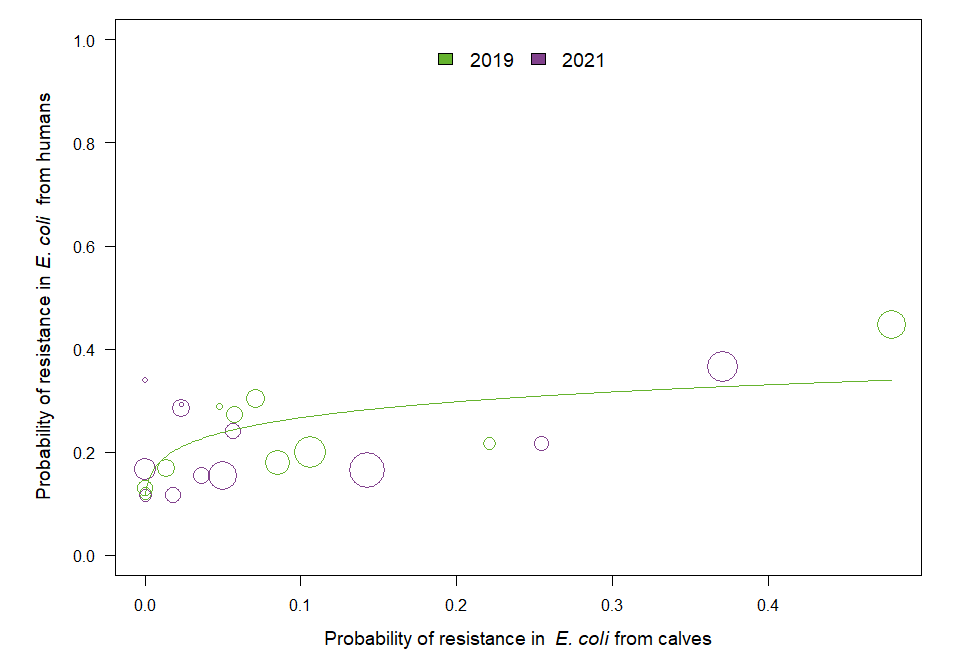 2019 2021
1.0
0.8
0.6
0.4
0.2
0.0
Probability of resistance in E. coli from humans
0.0 0.1 0.2 0.3 0.4
Probability of resistance in E. coli from calves